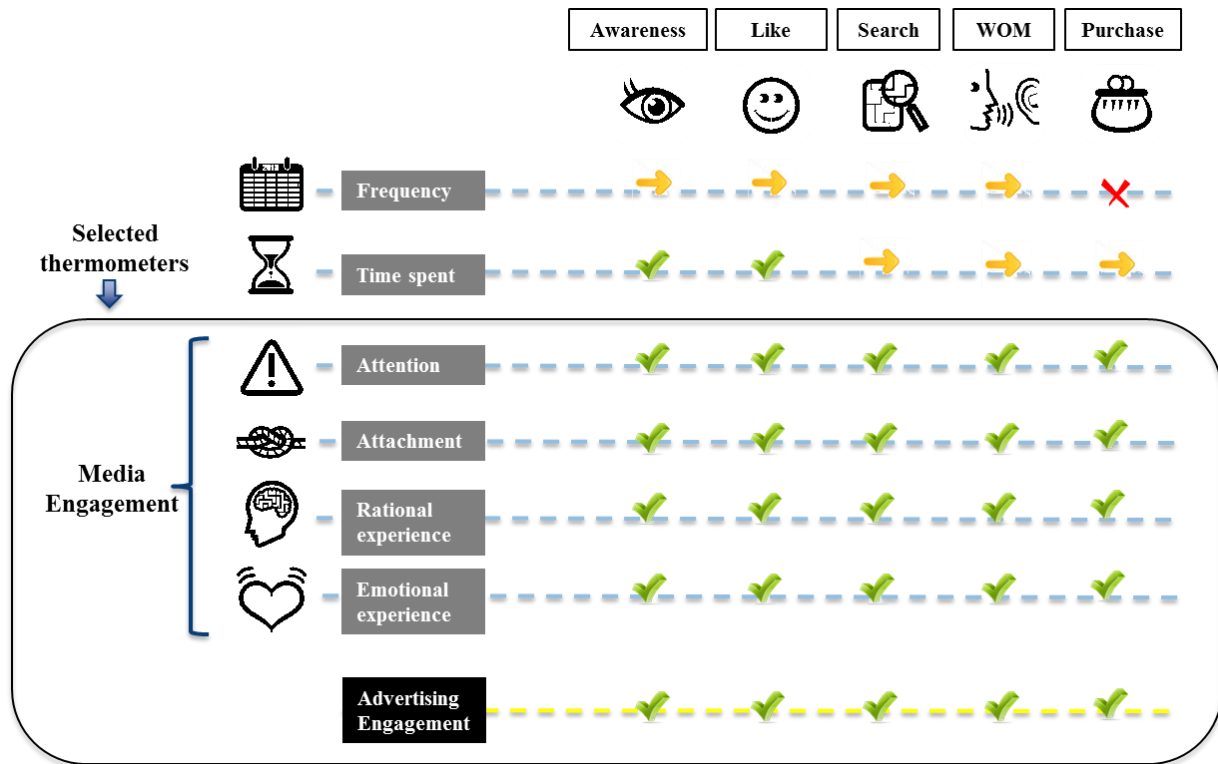 Awareness
Like
Search
WOM
Purchase
2013
Frequency
Selected
thermometers
Time spent
Attention
Attachment
Media
Engagement
Rational
experience
Emotional
experience
Advertising
Engagement